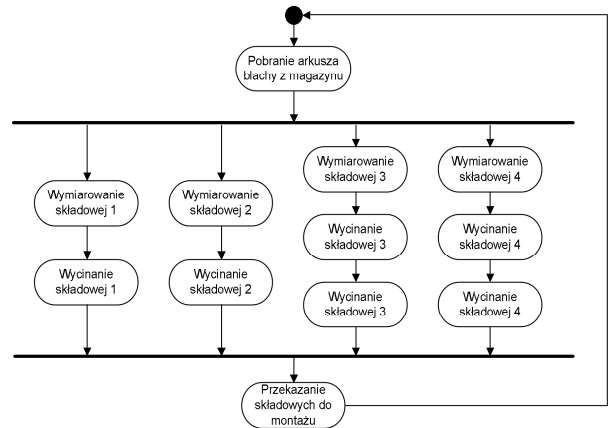 Pobranie arkusza
blachy z magazynu
Wymiarowanie
składowej 1
Wymiarowanie
składowej 2
Wymiarowanie
składowej 3
Wymiarowanie
składowej 4
Wycinanie
składowej 1
Wycinanie
składowej 2
Wycinanie
składowej 3
Wycinanie
składowej 4
Wycinanie
składowej 3
Wycinanie
składowej 4
Przekazanie
składowych do
montażu